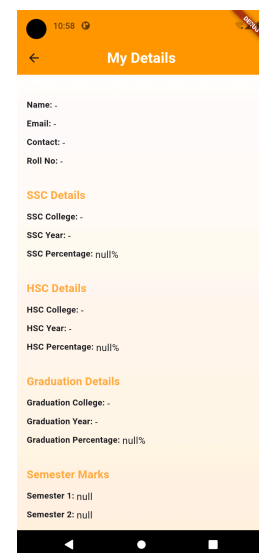 10:58
DEBUG
My Details
Name: -
Email: -
Contact: -
Roll No: -
SSC Details
SSC College: -
SSC Year: -
SSC Percentage: null%
HSC Details
HSC College: -
HSC Year: -
HSC Percentage: null%
Graduation Details
Graduation College: -
Graduation Year: -
Graduation Percentage: null%
Semester Marks
Semester 1: null
Semester 2: null